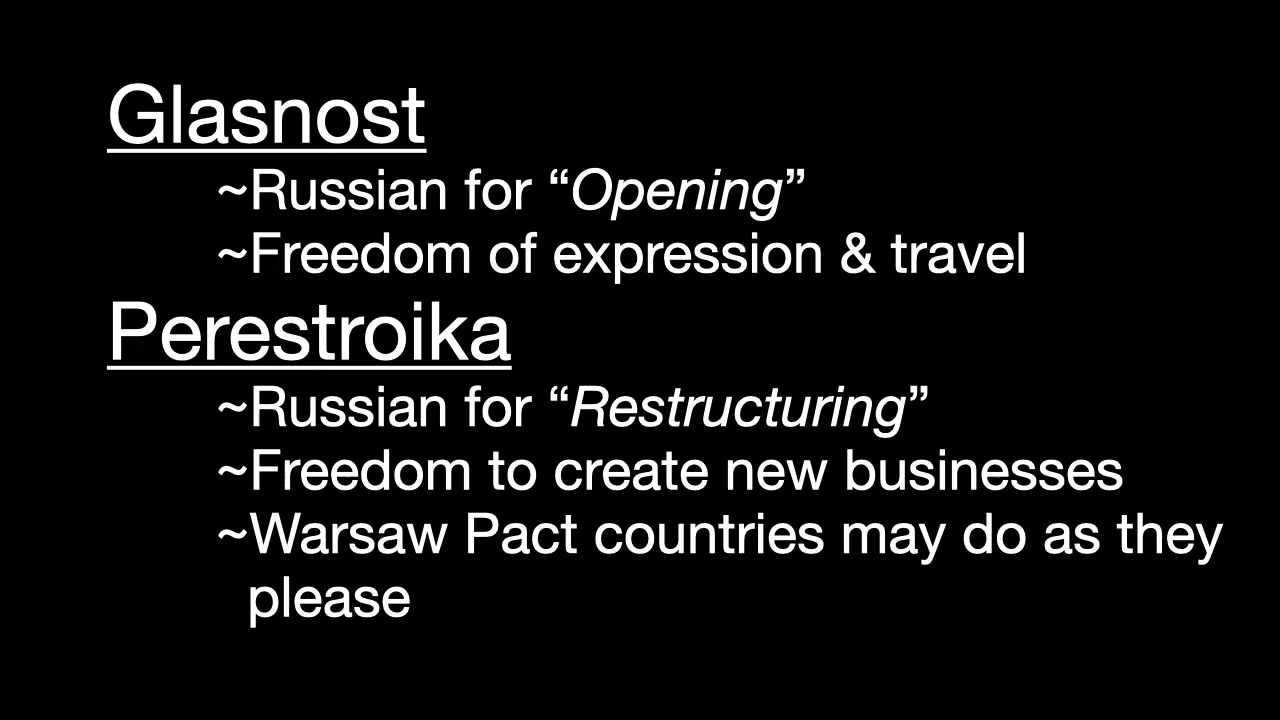 Glasnost
~Russian for “Opening”
~Freedom of expression & travel
Perestroika
~Russian for “Restructuring”
~Freedom to create new businesses
~Warsaw Pact countries may do as they
please